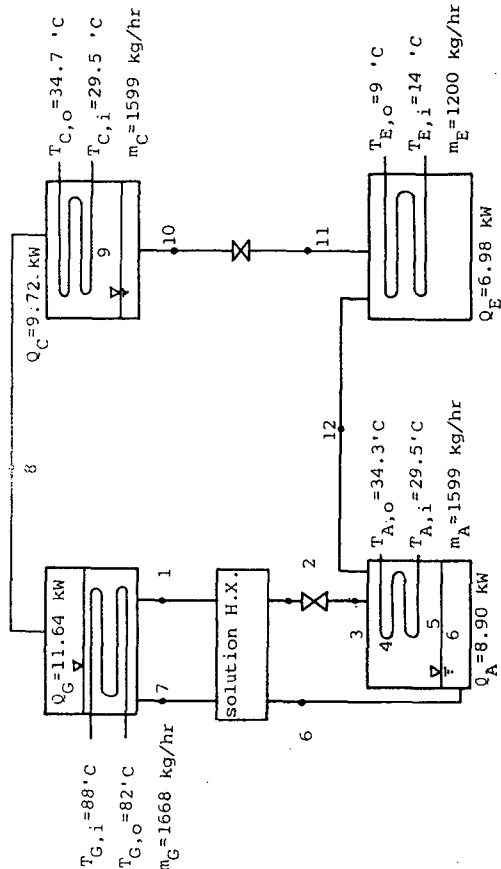 8
Q_G=11.64 kW
T_G,i=88'C
T_G,o=82'C
m_G=1668 kg/hr
7
1
solution H.X.
6
2
3
4
5
6
T_A,o=34.3'C
T_A,i=29.5'C
m_A=1599 kg/hr
Q_A=8.90 kW
12
Q_C=9.72 kW
9
T_C,o=34.7 'C
T_C,i=29.5 'C
m_C=1599 kg/hr
10
11
T_E,o=9 'C
T_E,i=14 'C
m_E=1200 kg/hr
Q_E=6.98 kW